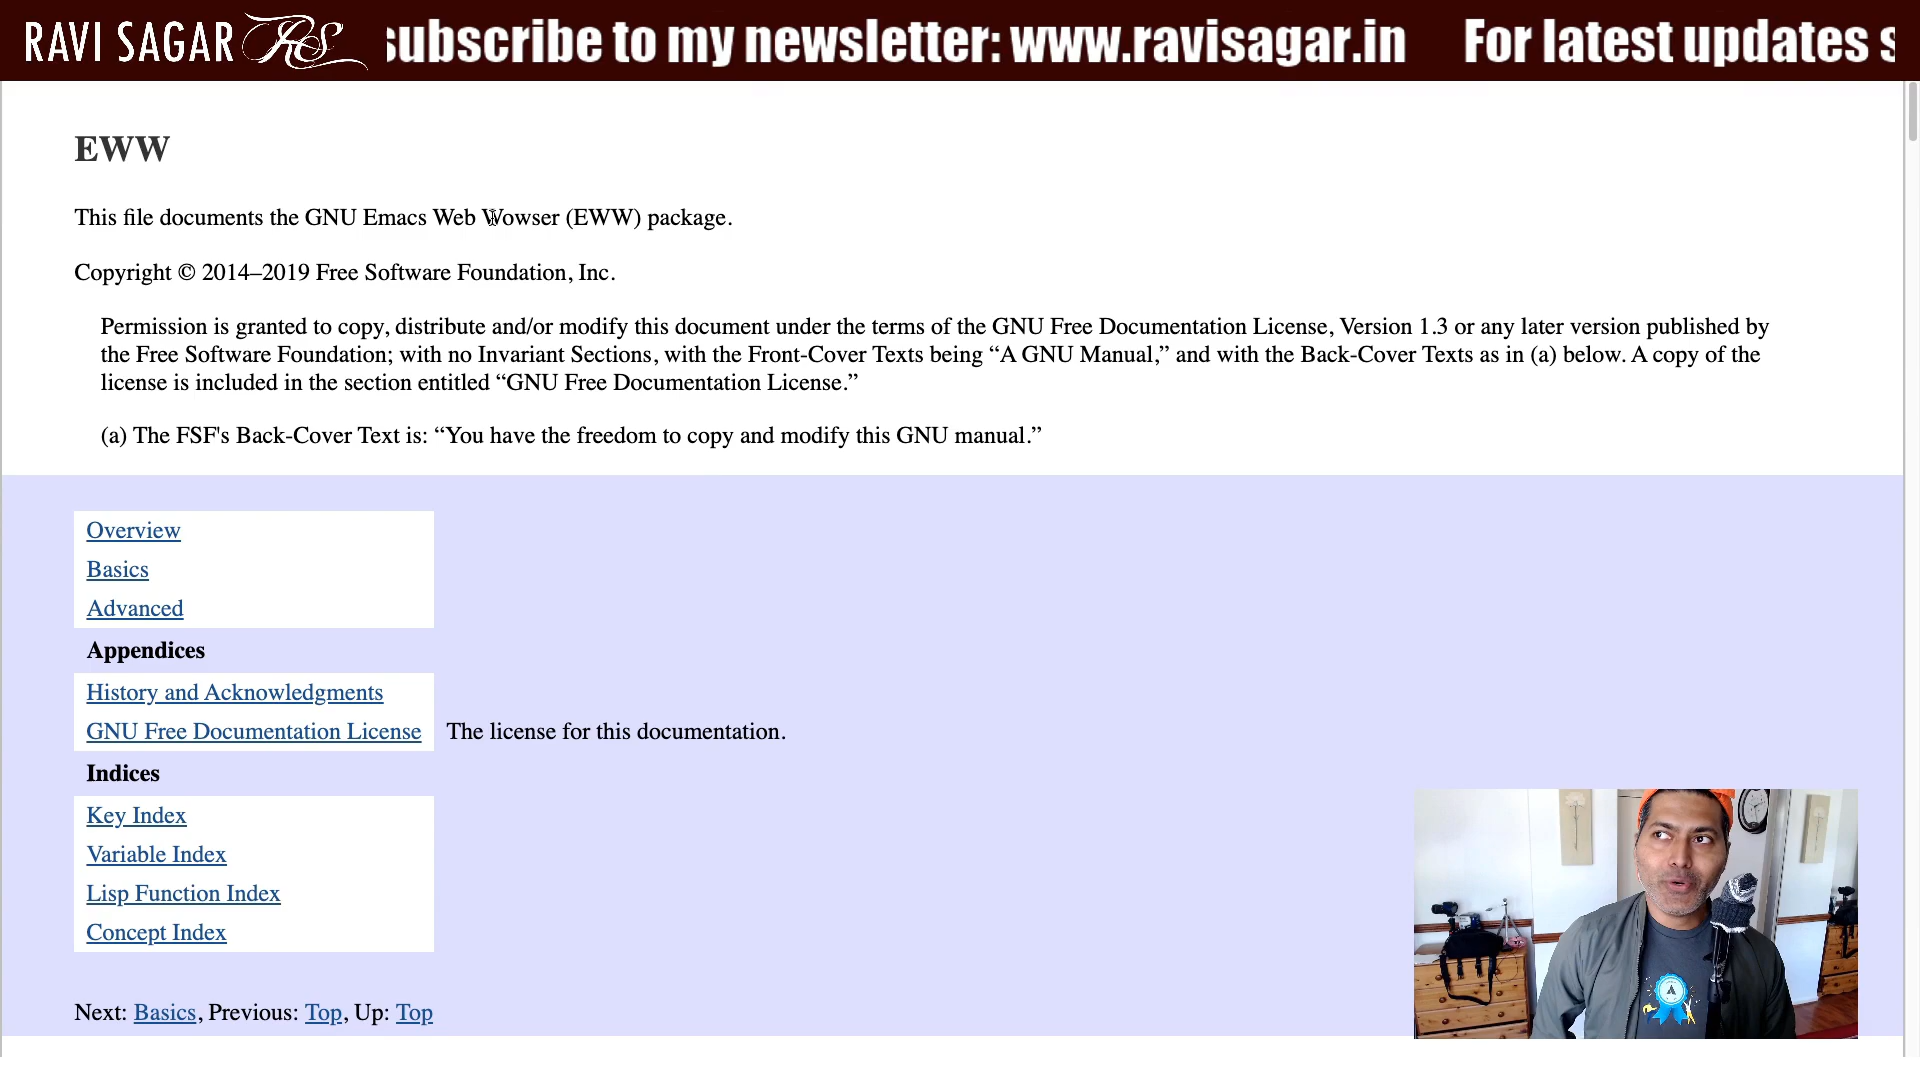 RAVI SAGAR RS subscribe to my newsletter: www.ravisagar.in For latest updates s
EWW
This file documents the GNU Emacs Web Wowser (EWW) package.
Copyright © 2014–2019 Free Software Foundation, Inc.
Permission is granted to copy, distribute and/or modify this document under the terms of the GNU Free Documentation License, Version 1.3 or any later version published by
the Free Software Foundation; with no Invariant Sections, with the Front-Cover Texts being “A GNU Manual,” and with the Back-Cover Texts as in (a) below. A copy of the
license is included in the section entitled “GNU Free Documentation License.”
(a) The FSF's Back-Cover Text is: “You have the freedom to copy and modify this GNU manual.”
Overview
Basics
Advanced
Appendices
History and Acknowledgments
GNU Free Documentation License The license for this documentation.
Indices
Key Index
Variable Index
Lisp Function Index
Concept Index
Next: Basics, Previous: Top, Up: Top